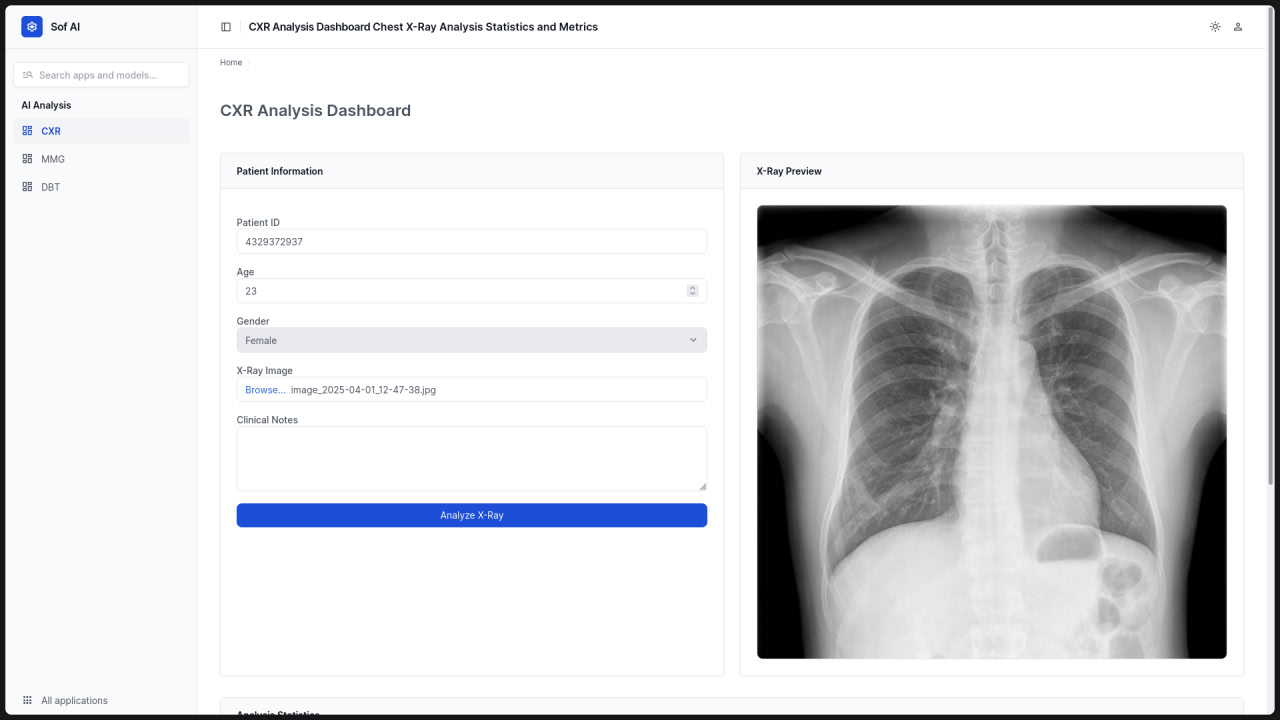 Sof AI
CXR Analysis Dashboard Chest X-Ray Analysis Statistics and Metrics
Search apps and models...
AI Analysis
CXR
MMG
DBT
All applications
Home
CXR Analysis Dashboard
Patient Information
Patient ID
4329372937
Age
23
Gender
Female
X-Ray Image
Browse... image_2025-04-01_12-47-38.jpg
Clinical Notes
Analyze X-Ray
X-Ray Preview
Analysis Statistics